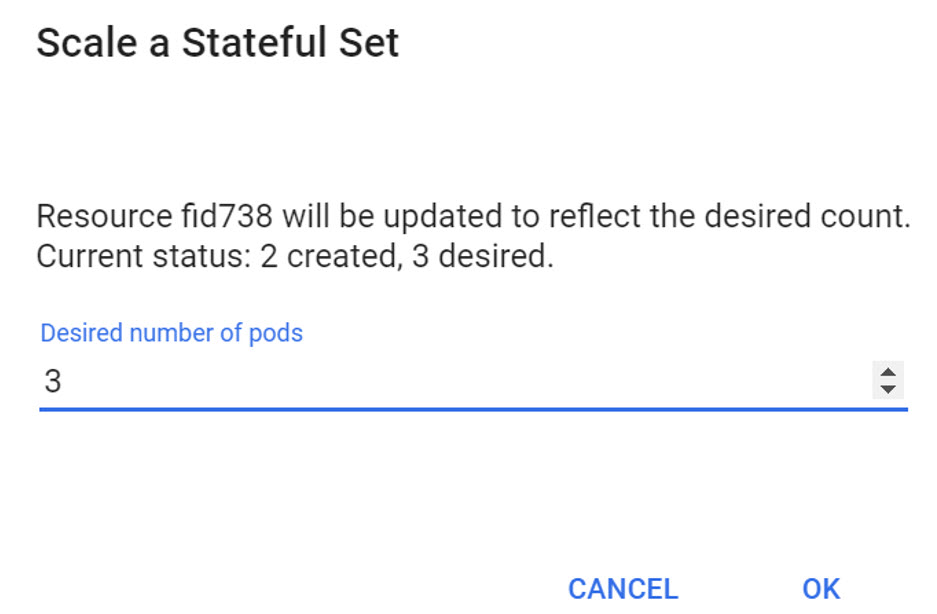 Scale a Stateful Set
Resource fid738 will be updated to reflect the desired count.
Current status: 2 created, 3 desired.
Desired number of pods
3
CANCEL OK